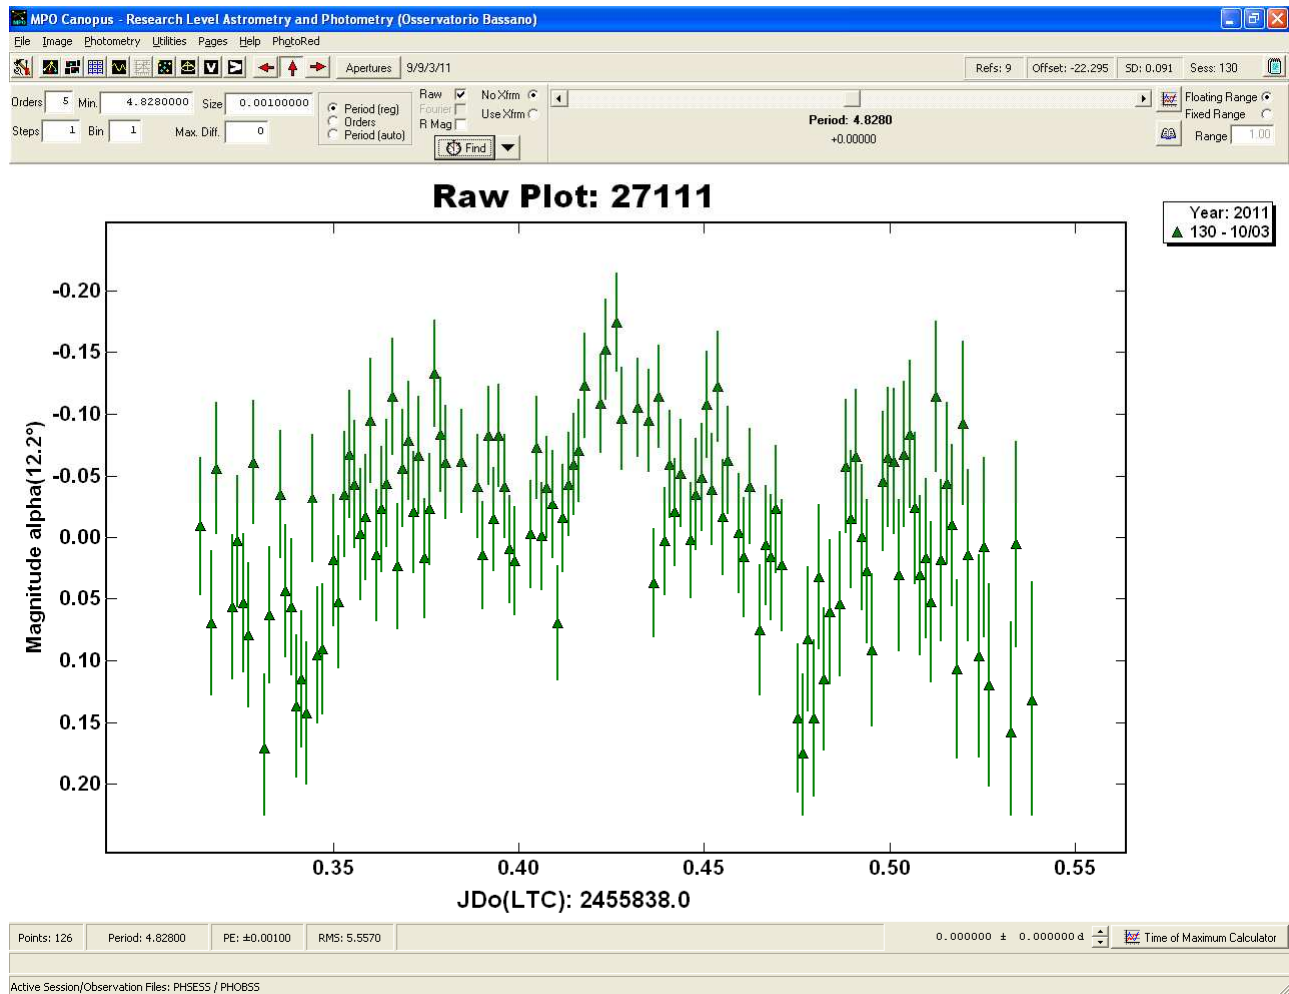 MPO Canopus - Research Level Astrometry and Photometry (Osservatorio Bassano)
File Image Photometry Utilities Pages Help PhotoRed
Apertures 9/9/3/11 Refs: 9 Offset: -22.295 SD: 0.091 Sess: 130
Orders 5 Min. 4.8280000 Size 0.00100000
Steps 1 Bin 1 Max. Diff. 0
Period (reg)
Orders
Period (auto)
Raw No Xfrm
Fourier Use Xfrm
R Mag
Find
Period: 4.8280
+0.00000
Floating Range
Fixed Range
Range 1.00
Raw Plot: 27111
Year: 2011
130 - 10/03
Magnitude alpha(12.2°)
-0.20
-0.15
-0.10
-0.05
0.00
0.05
0.10
0.15
0.20
0.35 0.40 0.45 0.50 0.55
JDo(LTC): 2455838.0
Points: 126 Period: 4.82800 PE: ±0.00100 RMS: 5.5570 0.000000 ± 0.000000 d Time of Maximum Calculator
Active Session/Observation Files: PHSESS / PHOBSS